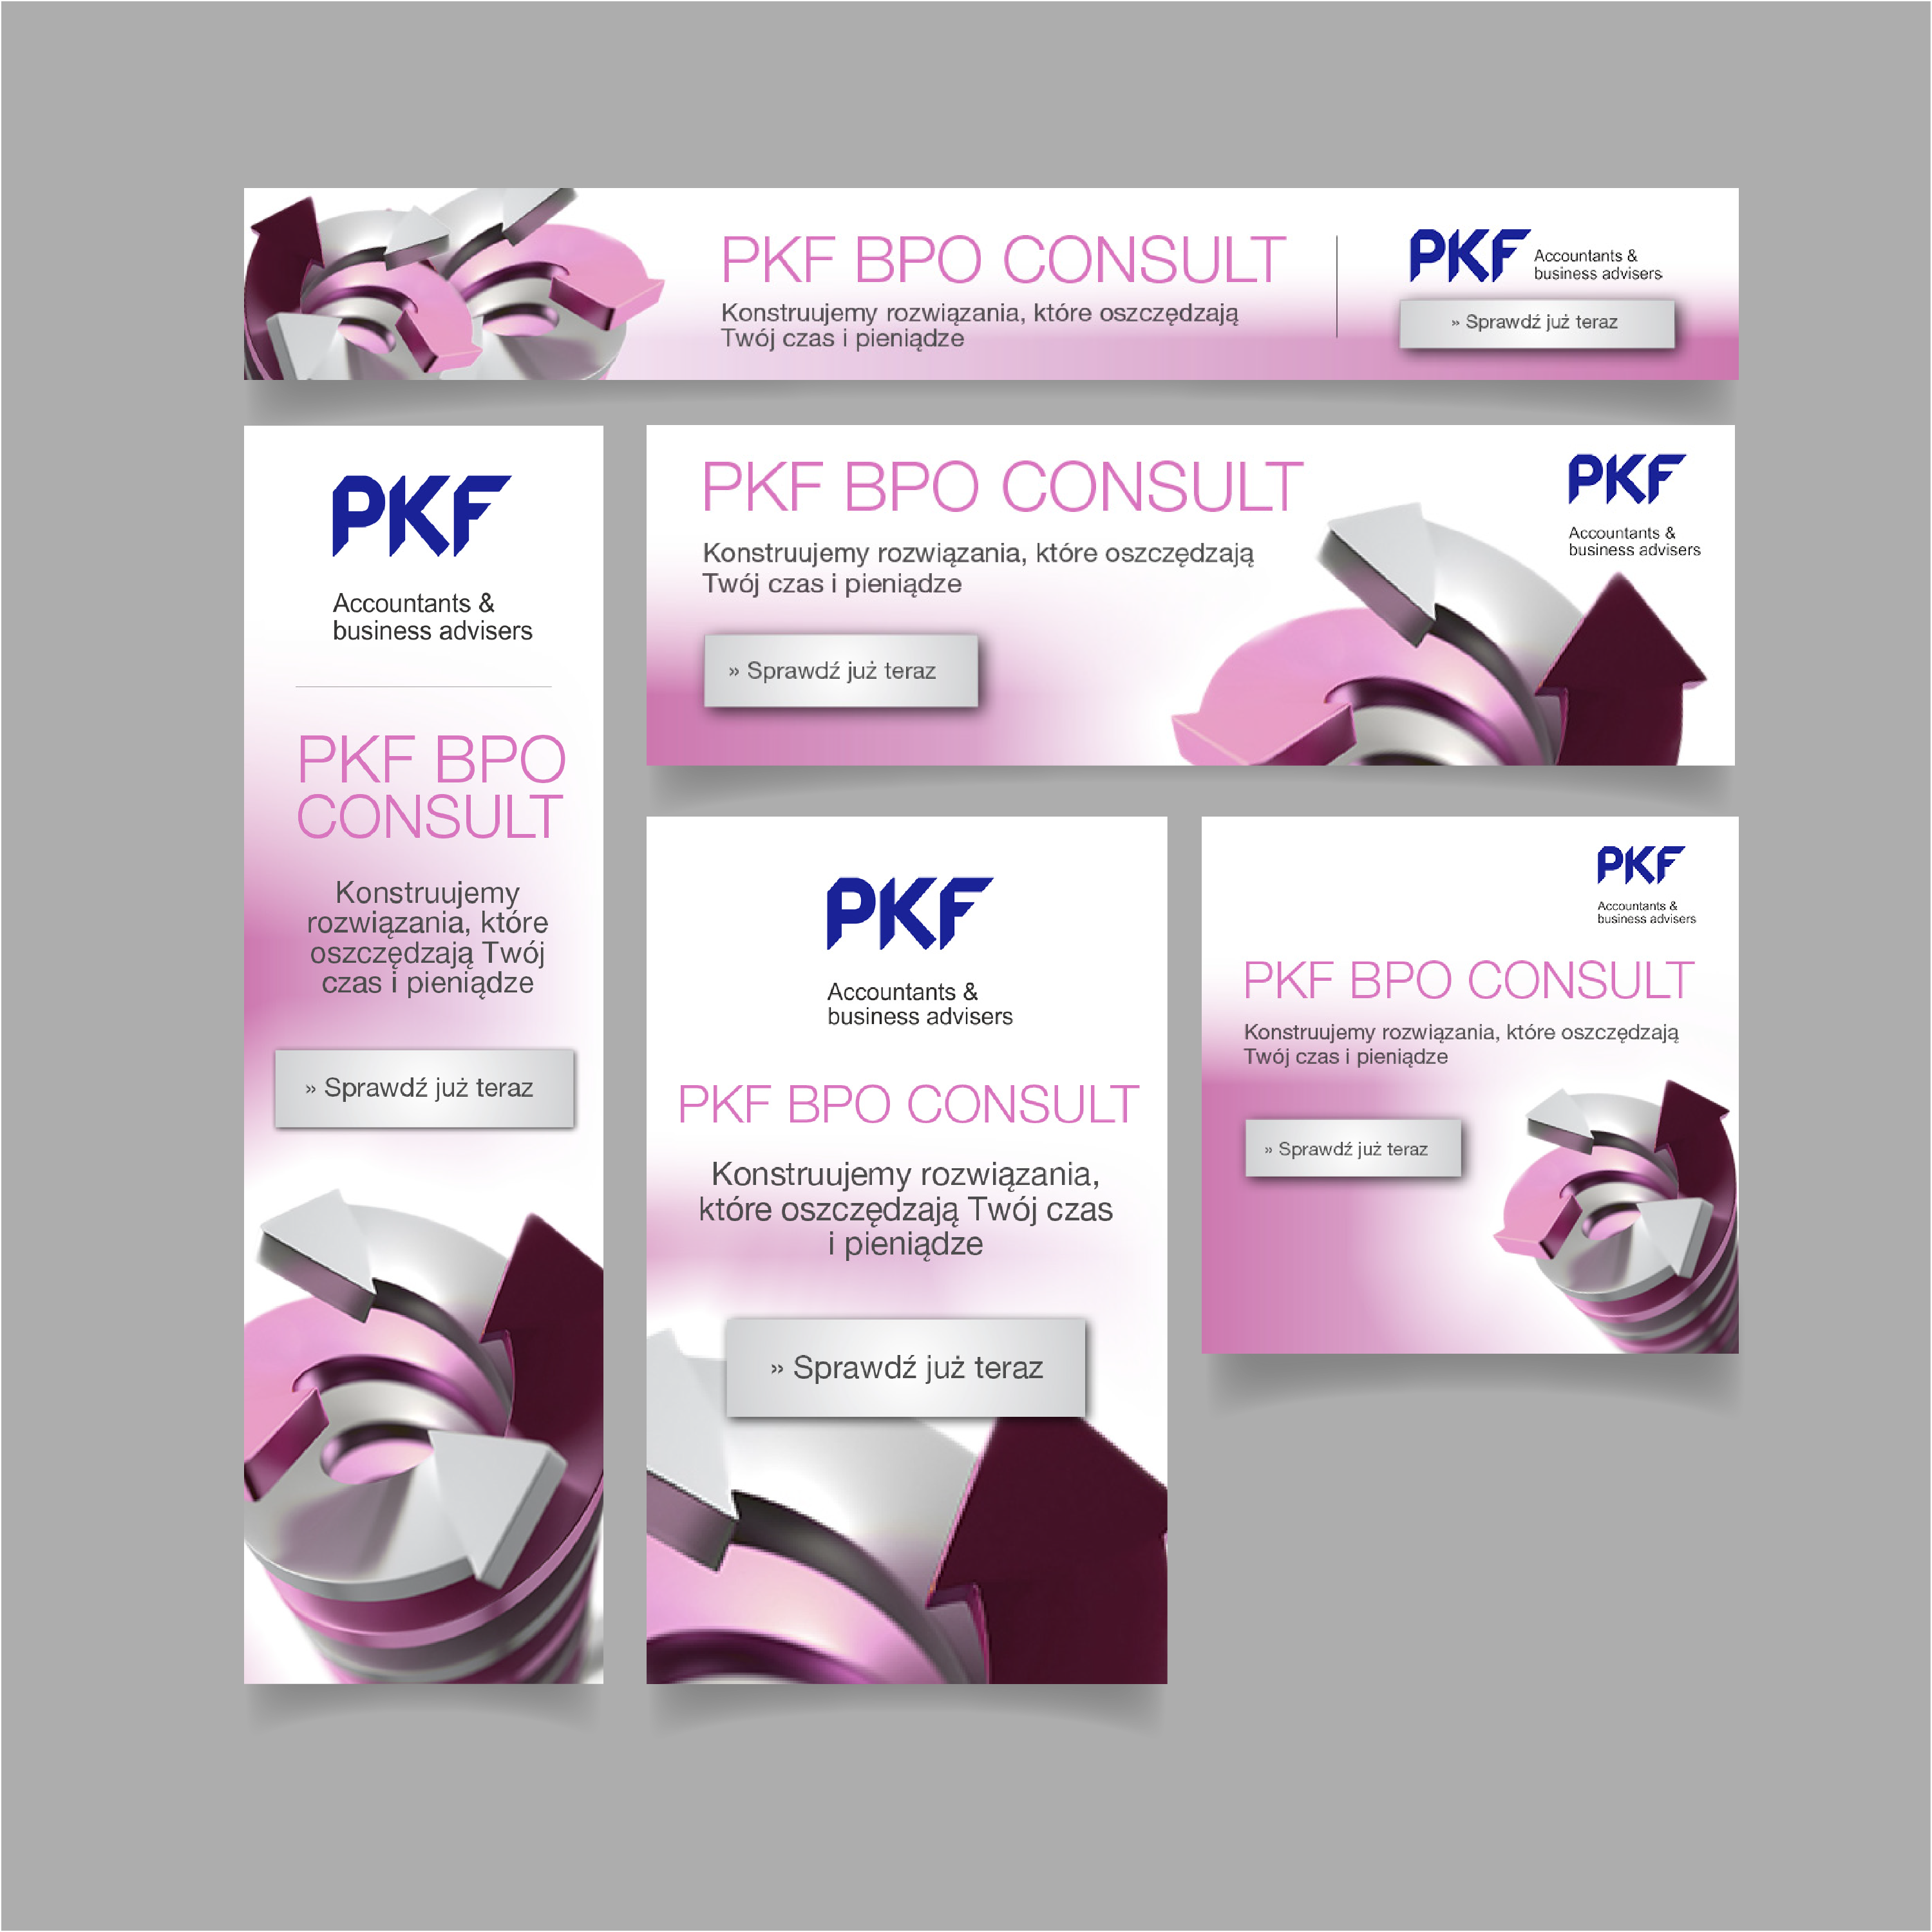 PKF BPO CONSULT
Konstruujemy rozwiązania, które oszczędzają
Twój czas i pieniądze
PKF
Accountants &
business advisers
» Sprawdź już teraz
PKF
Accountants &
business advisers
PKF BPO
CONSULT
Konstruujemy
rozwiązania, które
oszczędzają Twój
czas i pieniądze
» Sprawdź już teraz
PKF BPO CONSULT
Konstruujemy rozwiązania, które oszczędzają
Twój czas i pieniądze
» Sprawdź już teraz
PKF
Accountants &
business advisers
PKF
Accountants &
business advisers
PKF BPO CONSULT
Konstruujemy rozwiązania,
które oszczędzają Twój czas
i pieniądze
» Sprawdź już teraz
PKF
Accountants &
business advisers
PKF BPO CONSULT
Konstruujemy rozwiązania, które oszczędzają
Twój czas i pieniądze
» Sprawdź już teraz